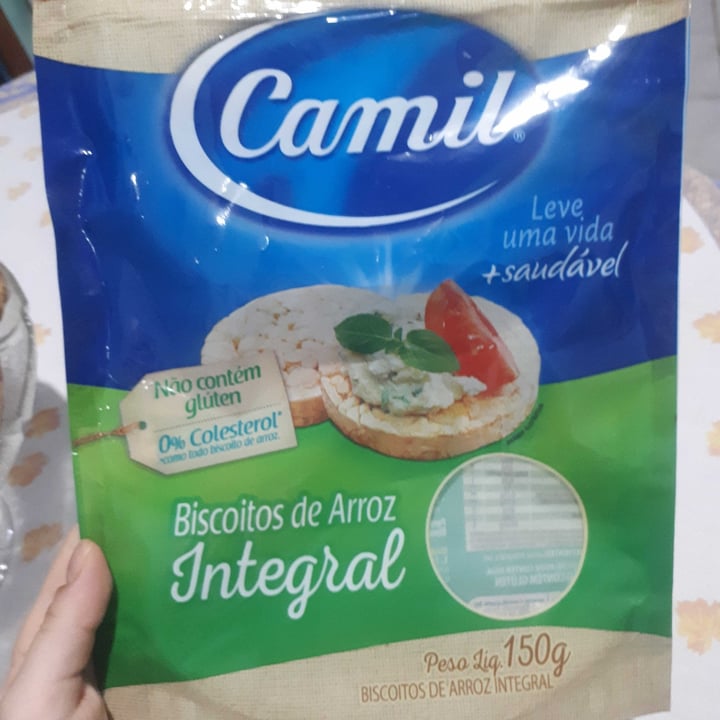 Camil®
Leve
uma vida
+saudável
Não contém
glúten
0% Colesterol*
*como todo biscoito de arroz.
Biscoitos de Arroz
Integral
Peso Líq. 150g
BISCOITOS DE ARROZ INTEGRAL